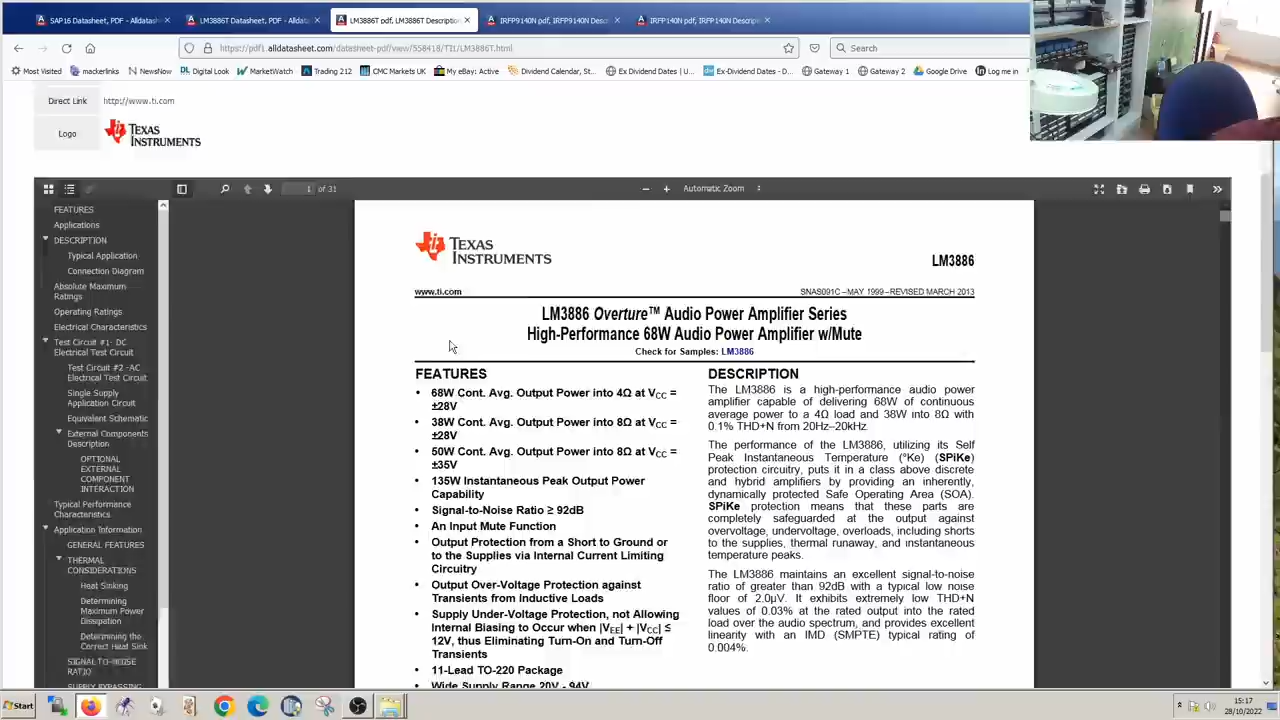 SAP16 Datasheet, PDF - Alldatash
LM3886T Datasheet, PDF - Alldata
LM3886T pdf, LM3886T Description
IRFP9140N pdf, IRFP9140N Descri
IRFP140N pdf, IRFP140N Descripti
https://pdf1.alldatasheet.com/datasheet-pdf/view/558418/TI1/LM3886T.html
Search
Most Visited
mackerlinks
NewsNow
Digital Look
MarketWatch
Trading 212
CMC Markets UK
My eBay: Active
Dividend Calendar, St...
Ex Dividend Dates - D...
Gateway 1
Gateway 2
Google Drive
Log me in
Direct Link
http://www.ti.com
Logo
TEXAS
INSTRUMENTS
1 of 31
Automatic Zoom
FEATURES
Applications
DESCRIPTION
Typical Application
Connection Diagram
Absolute Maximum
Ratings
Operating Ratings
Electrical Characteristics
Test Circuit #1: DC
Electrical Test Circuit
Test Circuit #2 -AC
Electrical Test Circuit
Single Supply
Application Circuit
Equivalent Schematic
External Components
Description
OPTIONAL
EXTERNAL
COMPONENT
INTERACTION
Typical Performance
Characteristics
Application Information
GENERAL FEATURES
THERMAL
CONSIDERATIONS
Heat Sinking
Determining
Maximum Power
Dissipation
Determining the
Correct Heat Sink
SIGNAL TO-NOISE
RATIO
SUPPLY BYPASSING
TEXAS
INSTRUMENTS
LM3886
www.ti.com
SNAS091C –MAY 1999–REVISED MARCH 2013
LM3886 Overture™ Audio Power Amplifier Series
High-Performance 68W Audio Power Amplifier w/Mute
Check for Samples: LM3886
FEATURES
• 68W Cont. Avg. Output Power into 4Ω at VCC =
±28V
• 38W Cont. Avg. Output Power into 8Ω at VCC =
±28V
• 50W Cont. Avg. Output Power into 8Ω at VCC =
±35V
• 135W Instantaneous Peak Output Power
Capability
• Signal-to-Noise Ratio ≥ 92dB
• An Input Mute Function
• Output Protection from a Short to Ground or
to the Supplies via Internal Current Limiting
Circuitry
• Output Over-Voltage Protection against
Transients from Inductive Loads
• Supply Under-Voltage Protection, not Allowing
Internal Biasing to Occur when |VEE| + |VCC| ≤
12V, thus Eliminating Turn-On and Turn-Off
Transients
• 11-Lead TO-220 Package
• Wide Supply Range 20V - 94V
DESCRIPTION
The LM3886 is a high-performance audio power
amplifier capable of delivering 68W of continuous
average power to a 4Ω load and 38W into 8Ω with
0.1% THD+N from 20Hz–20kHz.
The performance of the LM3886, utilizing its Self
Peak Instantaneous Temperature (°Ke) (SPiKe)
protection circuitry, puts it in a class above discrete
and hybrid amplifiers by providing an inherently,
dynamically protected Safe Operating Area (SOA).
SPiKe protection means that these parts are
completely safeguarded at the output against
overvoltage, undervoltage, overloads, including shorts
to the supplies, thermal runaway, and instantaneous
temperature peaks.
The LM3886 maintains an excellent signal-to-noise
ratio of greater than 92dB with a typical low noise
floor of 2.0µV. It exhibits extremely low THD+N
values of 0.03% at the rated output into the rated
load over the audio spectrum, and provides excellent
linearity with an IMD (SMPTE) typical rating of
0.004%.
Start
15:17
28/10/2022